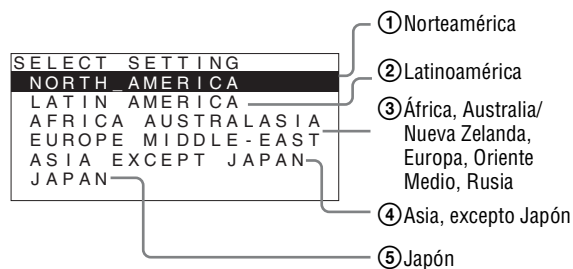 SELECT SETTING
NORTH_AMERICA
LATIN AMERICA
AFRICA AUSTRALASIA
EUROPE MIDDLE-EAST
ASIA EXCEPT JAPAN
JAPAN
①Norteamérica
②Latinoamérica
③África, Australia/
Nueva Zelanda,
Europa, Oriente
Medio, Rusia
④Asia, excepto Japón
⑤Japón